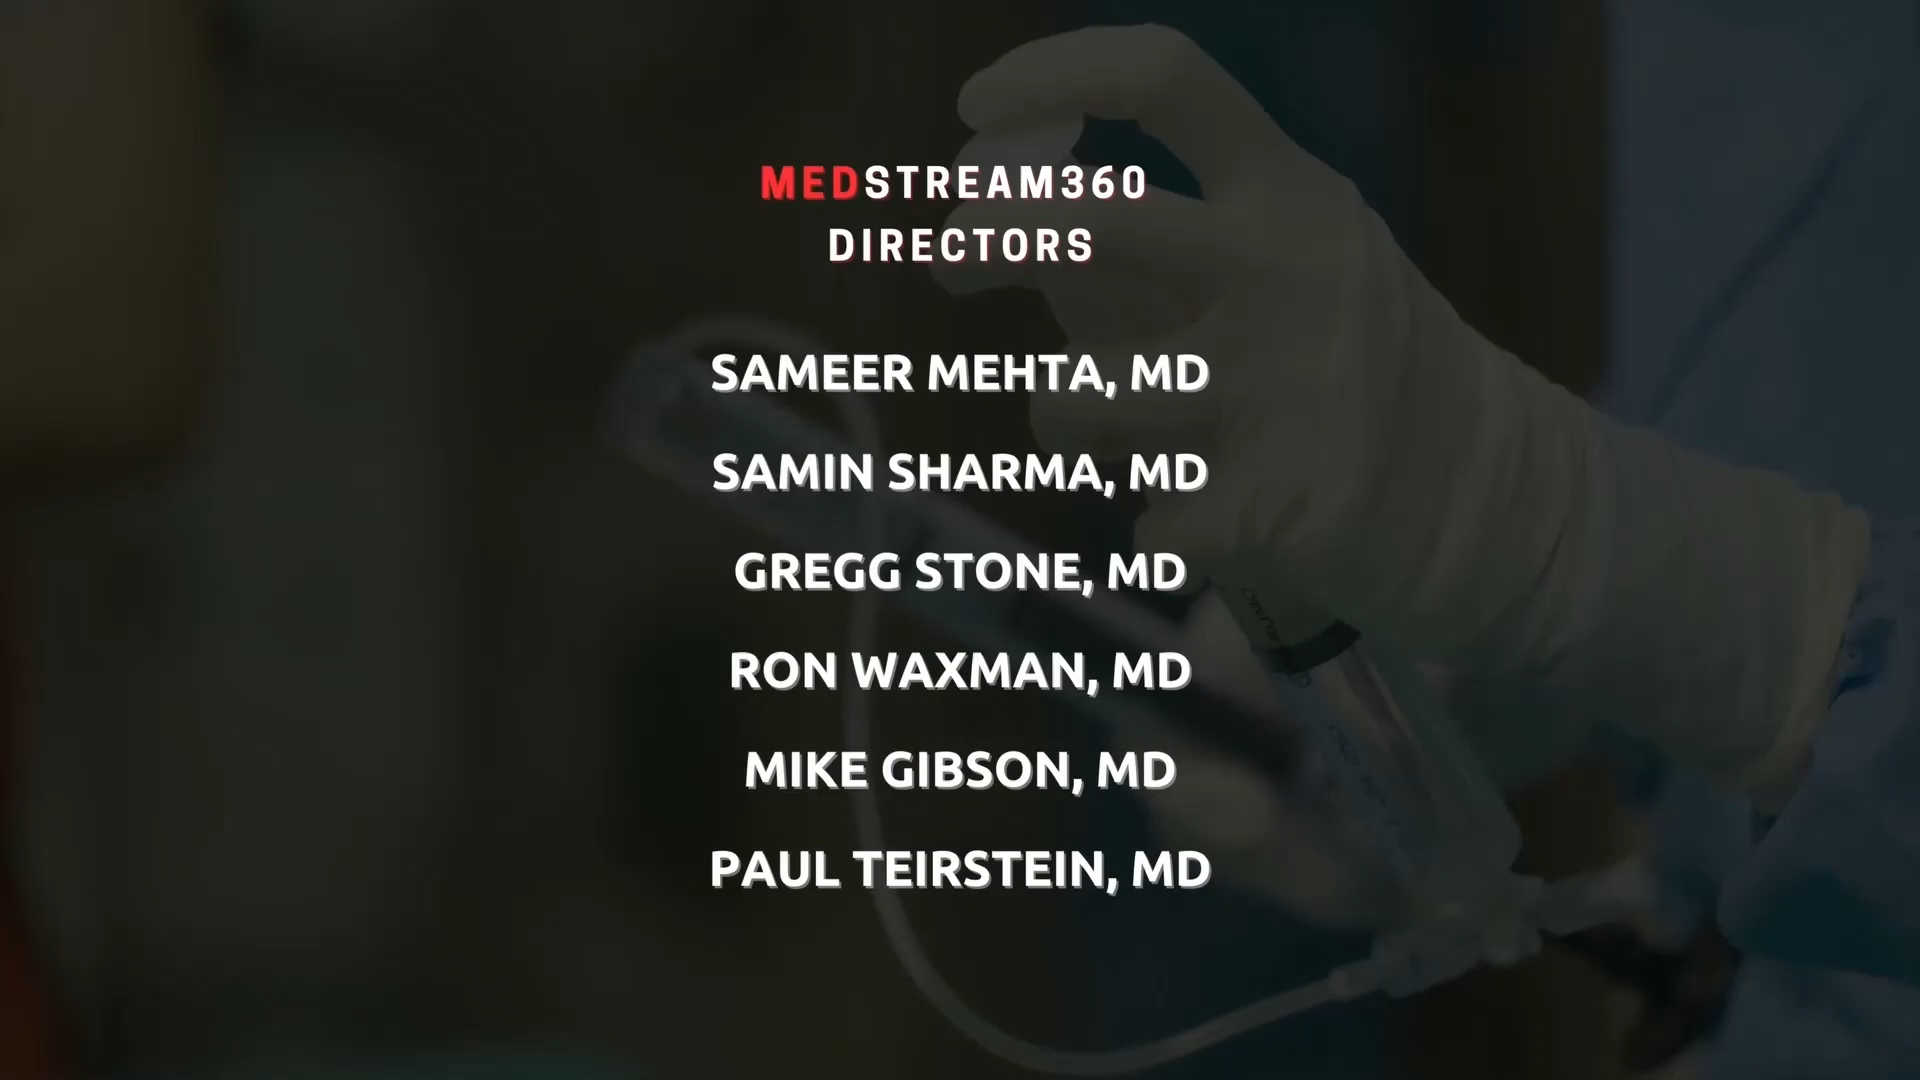 MEDSTREAM360
DIRECTORS
SAMEER MEHTA, MD
SAMIN SHARMA, MD
GREGG STONE, MD
RON WAXMAN, MD
MIKE GIBSON, MD
PAUL TEIRSTEIN, MD